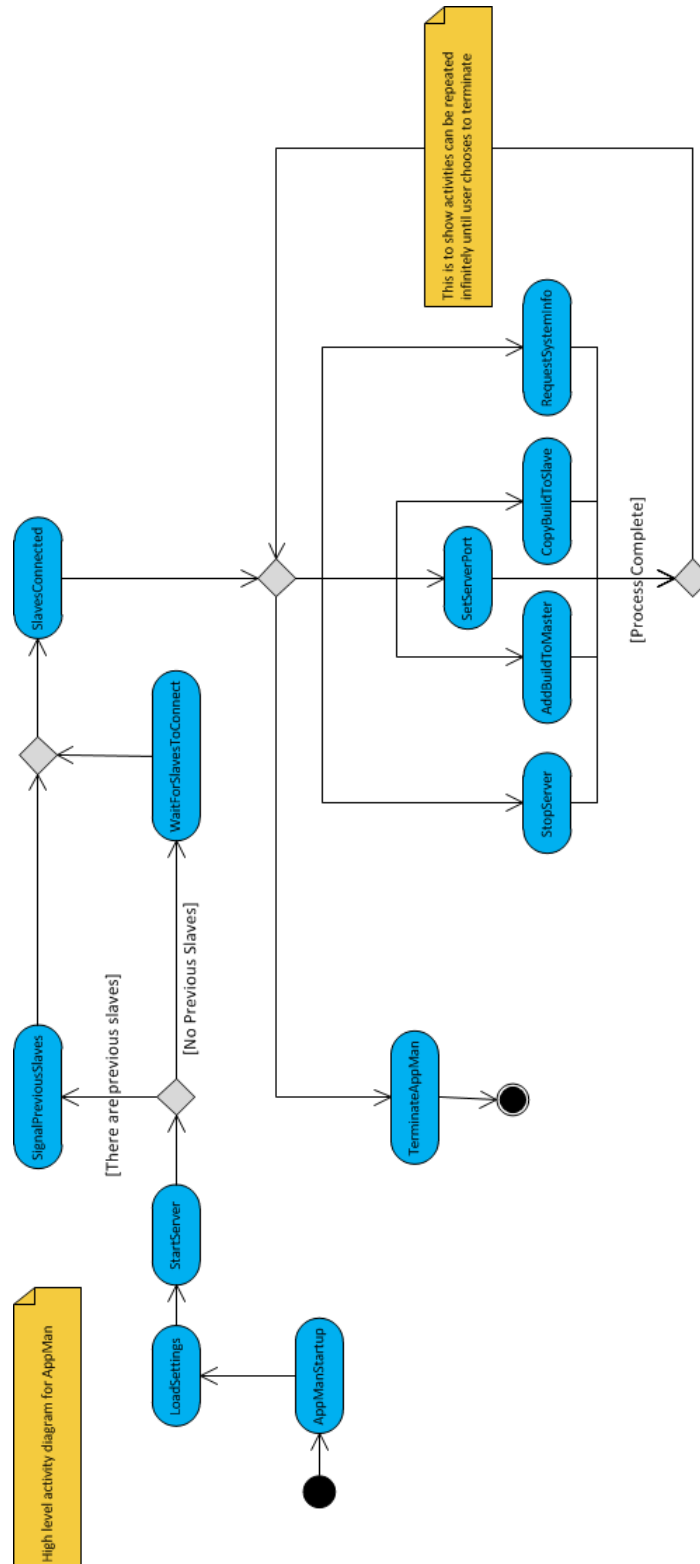 High level activity diagram for AppMan
SignalPreviousSlaves
SlavesConnected
[There are previous slaves]
LoadSettings
StartServer
WaitForSlavesToConnect
[No Previous Slaves]
AppManStartup
TerminateAppMan
SetServerPort
This is to show activities can be repeated
infinitely until user chooses to terminate
StopServer
AddBuildToMaster
CopyBuildToSlave
RequestSystemInfo
[Process Complete]